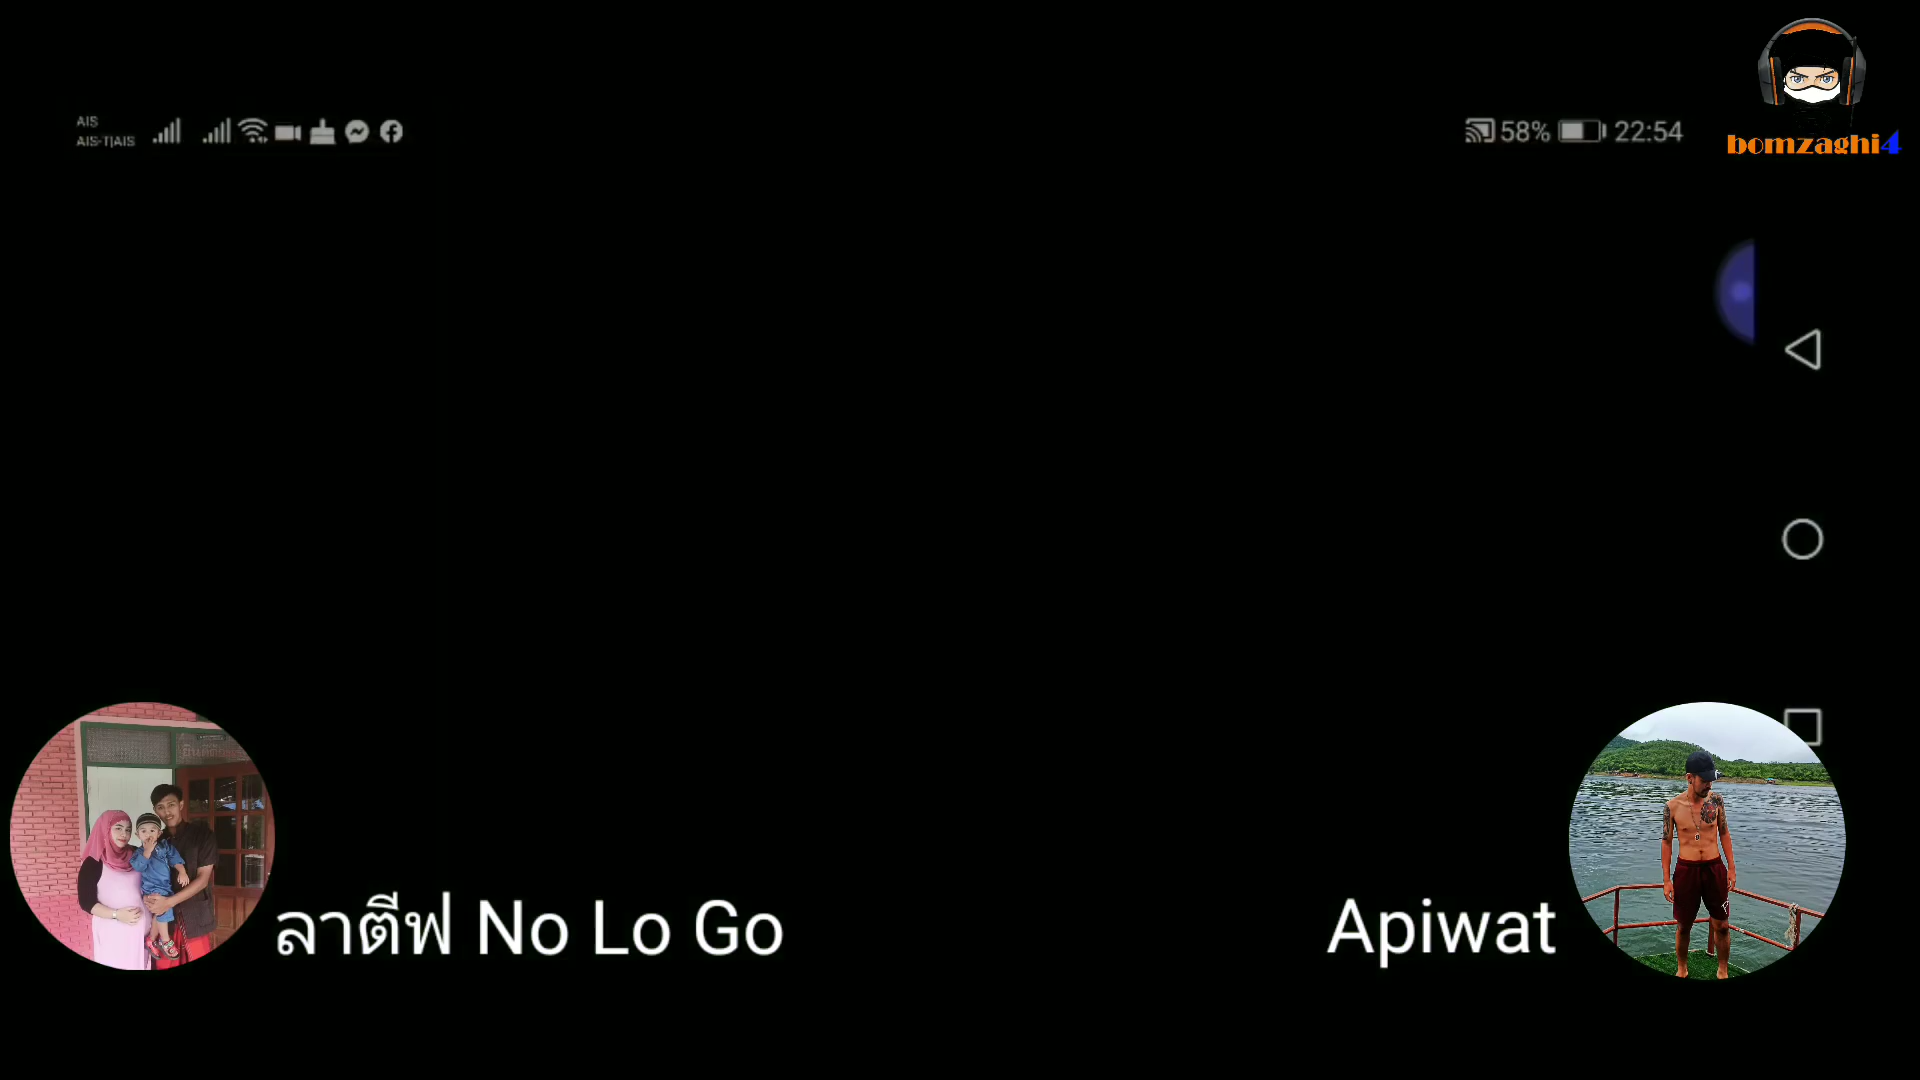 AIS
AIS-T|AIS
58% 22:54
bomzaghi4
ลาตีฟ No Lo Go
Apiwat